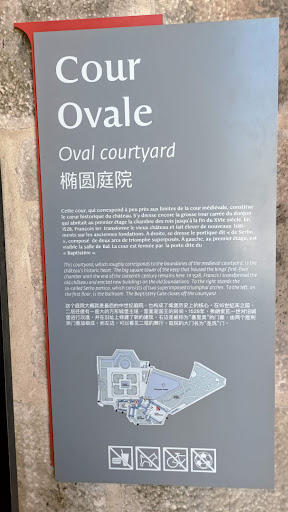 Cour
Ovale
Oval courtyard
椭圆庭院
Cette cour, qui correspond à peu près aux limites de la cour médiévale, constitue
le cœur historique du château. S'y dresse encore la grosse tour carrée du donjon
qui abritait au premier étage la chambre des rois jusqu'à la fin du XVIe siècle. En
1528, François Ier transforme le vieux château et fait élever de nouveaux bâti-
ments sur les anciennes fondations. À droite, se dresse le portique dit « de Serlio
», composé de deux arcs de triomphe superposés. À gauche, au premier étage, est
visible la salle de Bal. La cour est fermée par la porte dite du
« Baptistère ».
This courtyard, which roughly corresponds to the boundaries of the medieval courtyard, is the
château's historic heart. The big square tower of the keep that housed the kings' first-floor
chamber until the end of the sixteenth century remains here. In 1528, Francis I transformed the
old château and erected new buildings on the old foundations. To the right stands the
so-called Serlio portico, which consists of two superimposed triumphal arches. To the left, on
the first floor, is the Ballroom. The Baptistery Gate closes off the courtyard.